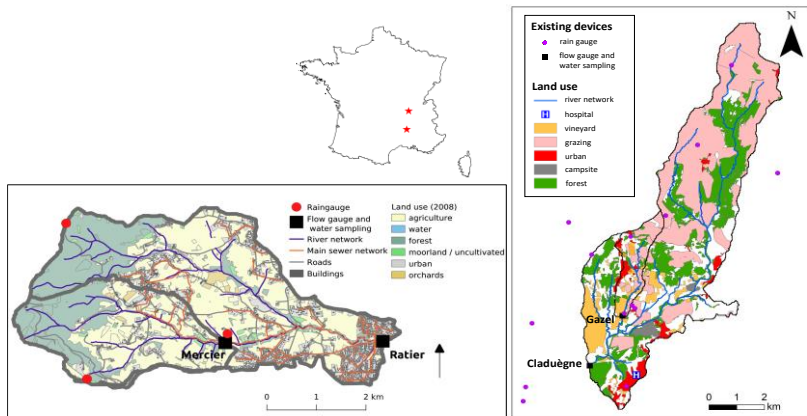 Raingauge
Flow gauge and
water sampling
River network
Main sewer network
Roads
Buildings
Land use (2008)
agriculture
water
forest
moorland / uncultivated
urban
orchards
Mercier
Ratier
0 1 2 km
Existing devices
rain gauge
flow gauge and
water sampling
Land use
river network
H hospital
vineyard
grazing
urban
campsite
forest
N
Gazel
Claduègne
H
0 1 2
km